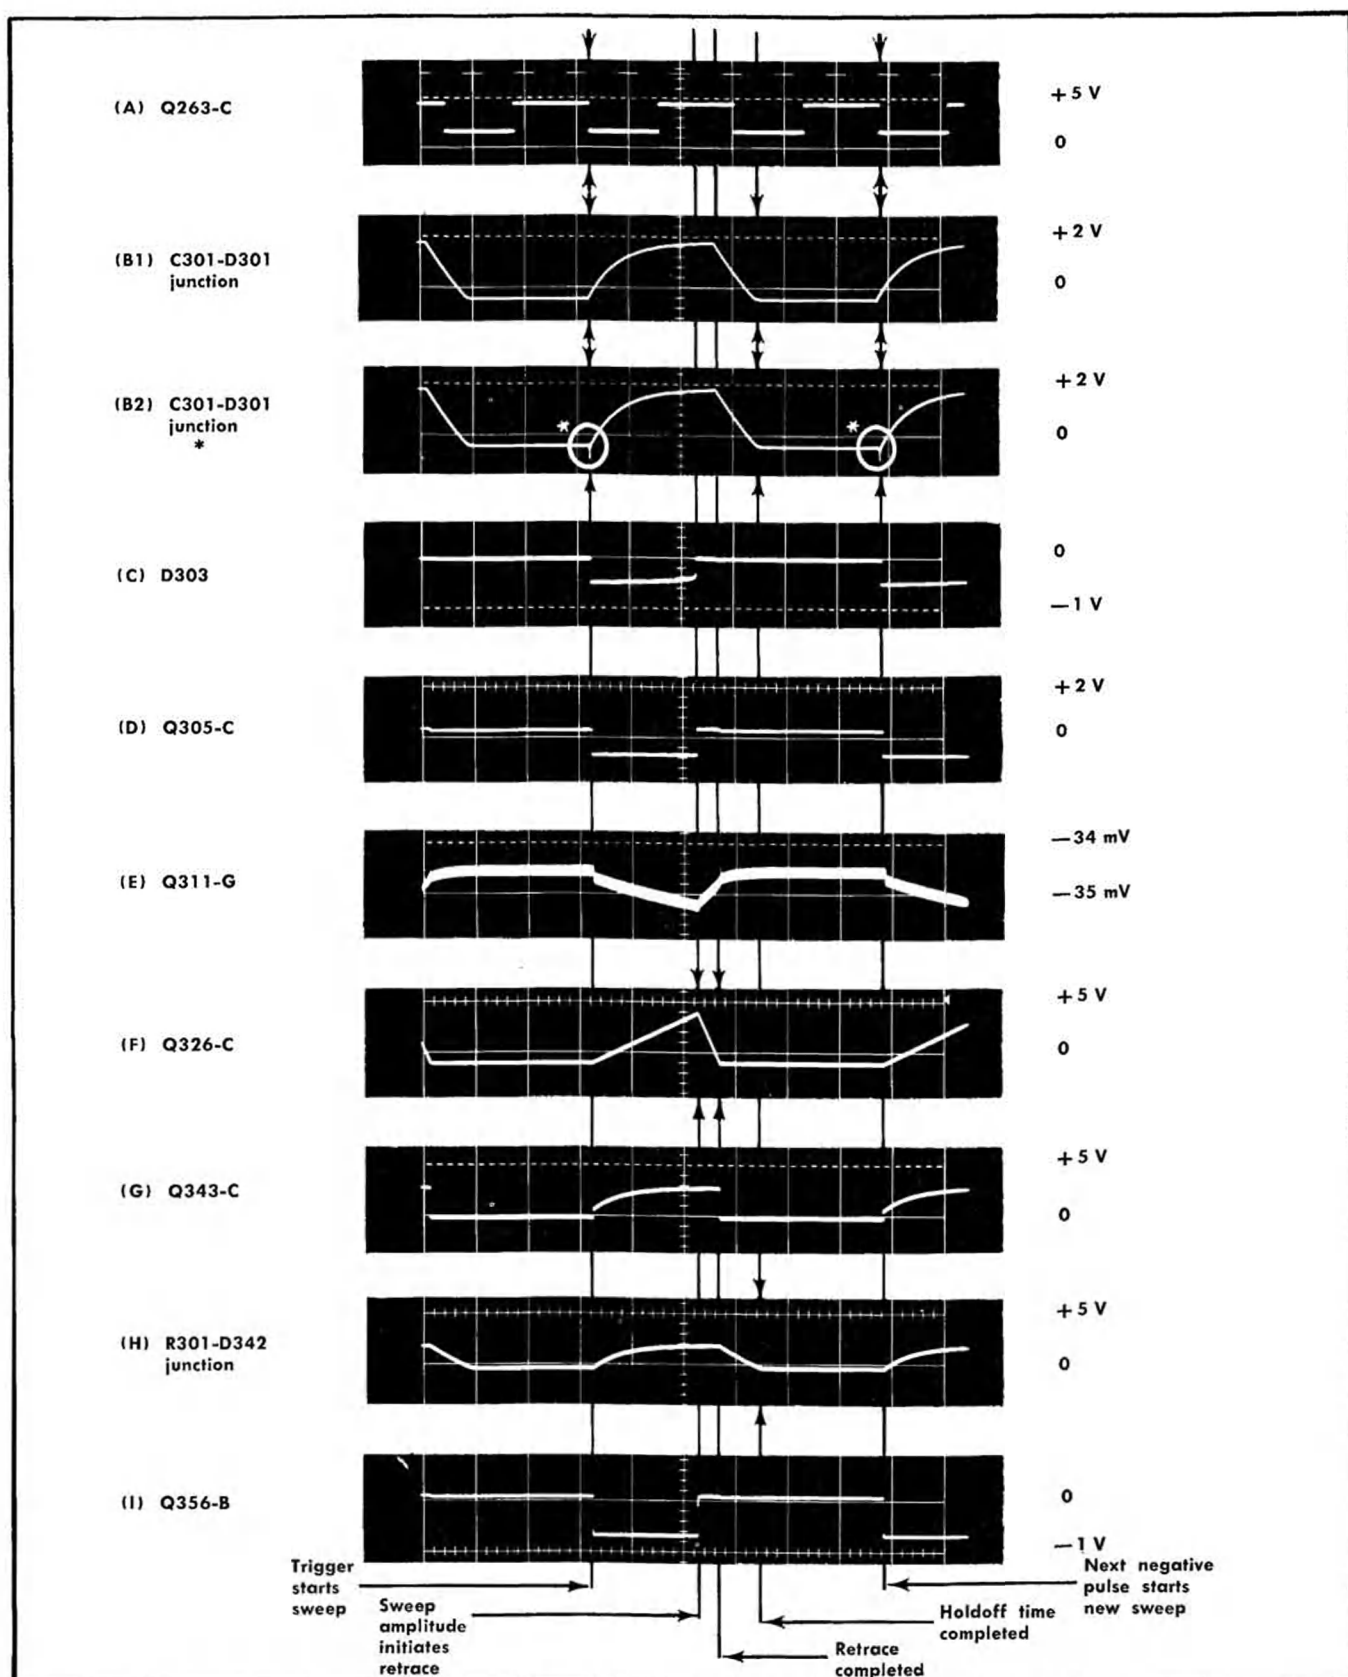 (A) Q263-C
+5 V
0
(B1) C301-D301
junction
+2 V
0
(B2) C301-D301
junction
*
* *
+2 V
0
(C) D303
0
—1 V
(D) Q305-C
+2 V
0
(E) Q311-G
—34 mV
—35 mV
(F) Q326-C
+5 V
0
(G) Q343-C
+5 V
0
(H) R301-D342
junction
+5 V
0
(I) Q356-B
0
—1 V
Trigger
starts
sweep
Sweep
amplitude
initiates
retrace
Retrace
completed
Holdoff time
completed
Next negative
pulse starts
new sweep